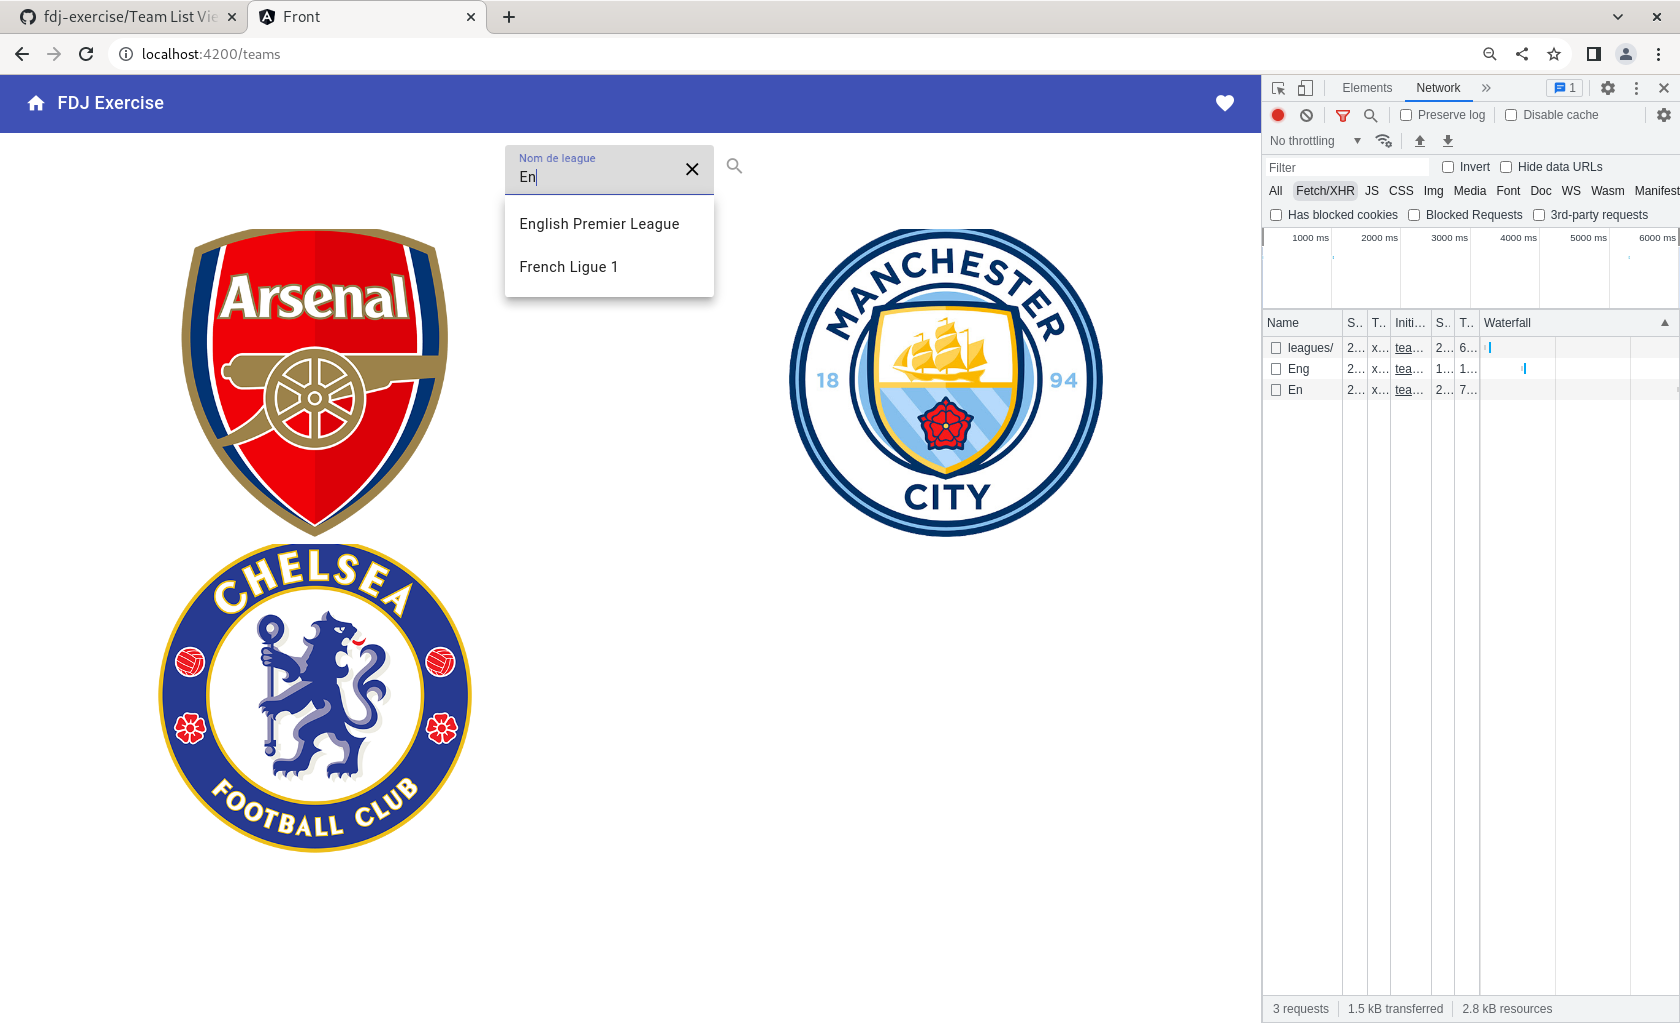 fdj-exercise/Team List Vie
Front
localhost:4200/teams
FDJ Exercise
Nom de league
En
English Premier League
French Ligue 1
Arsenal
MANCHESTER
18
94
CITY
CHELSEA
FOOTBALL CLUB
Elements
Network
1
Preserve log
Disable cache
No throttling
Filter
Invert
Hide data URLs
All
Fetch/XHR
JS
CSS
Img
Media
Font
Doc
WS
Wasm
Manifest
Has blocked cookies
Blocked Requests
3rd-party requests
1000 ms
2000 ms
3000 ms
4000 ms
5000 ms
6000 ms
Name
S..
T..
Initi...
S..
T..
Waterfall
leagues/
2...
x...
tea...
2...
6...
Eng
2...
x...
tea...
1...
1...
En
2...
x...
tea...
2...
7...
3 requests
1.5 kB transferred
2.8 kB resources